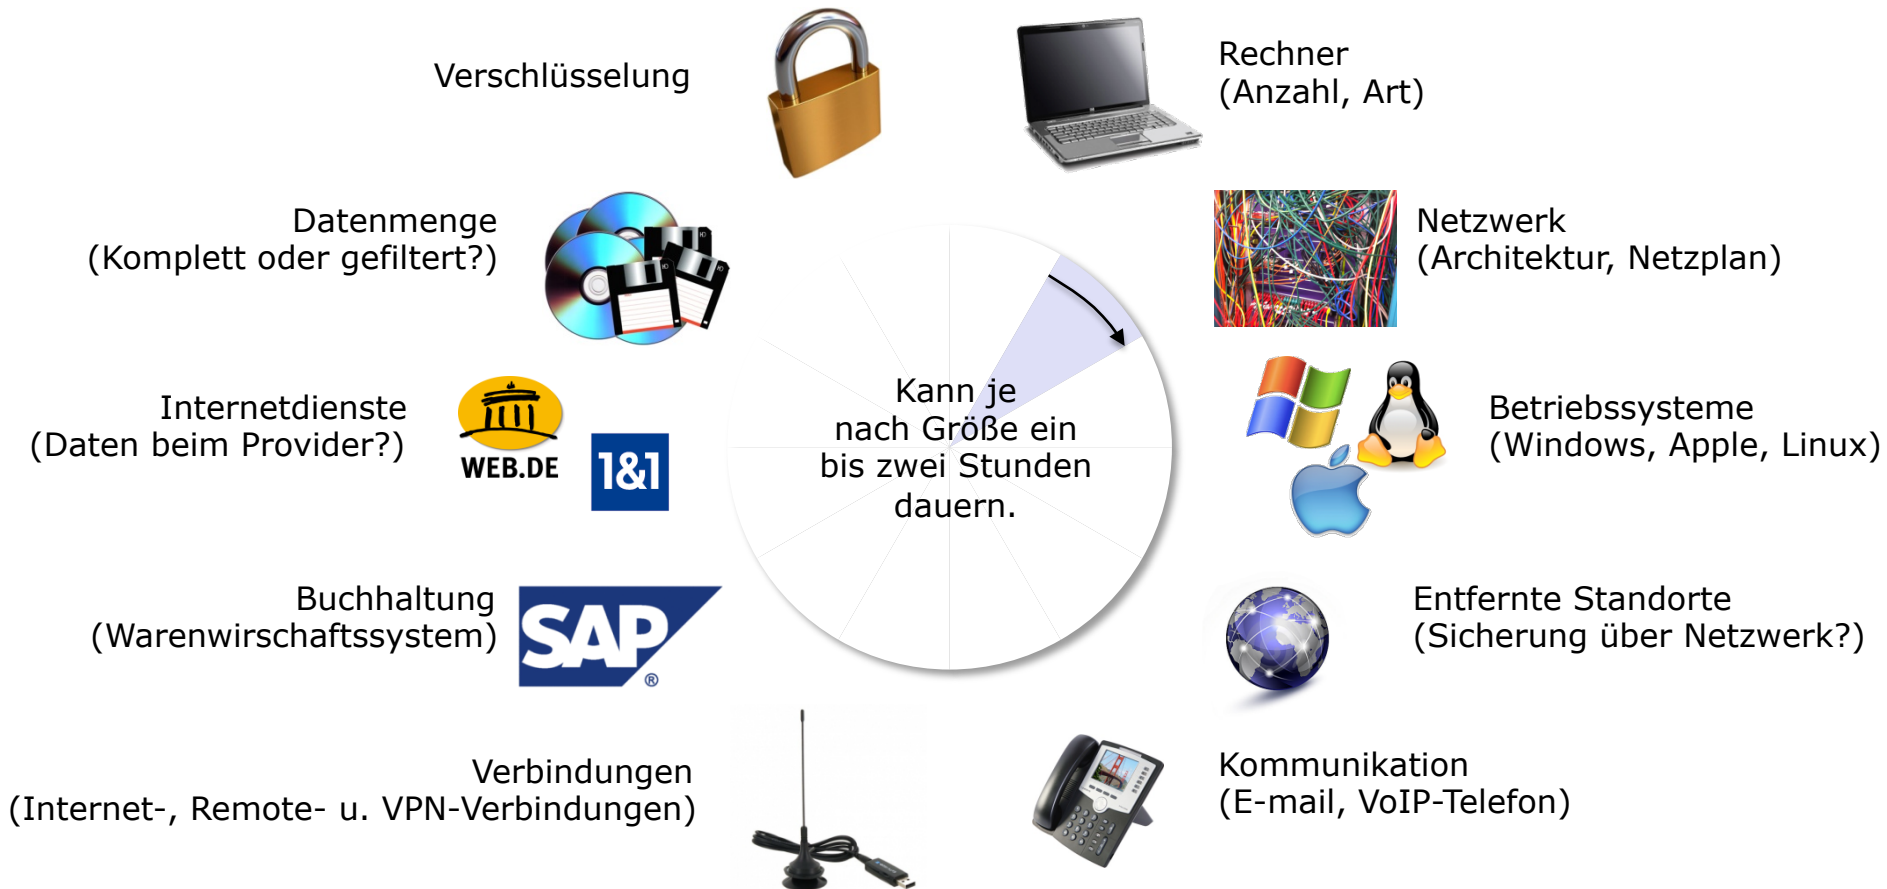 Verschlüsselung
Rechner
(Anzahl, Art)
Datenmenge
(Komplett oder gefiltert?)
Netzwerk
(Architektur, Netzplan)
Kann je
nach Größe ein
bis zwei Stunden
dauern.
Internetdienste
(Daten beim Provider?)
WEB.DE
1&1
Betriebssysteme
(Windows, Apple, Linux)
Buchhaltung
(Warenwirschaftssystem)
SAP
®
Entfernte Standorte
(Sicherung über Netzwerk?)
Verbindungen
(Internet-, Remote- u. VPN-Verbindungen)
Kommunikation
(E-mail, VoIP-Telefon)